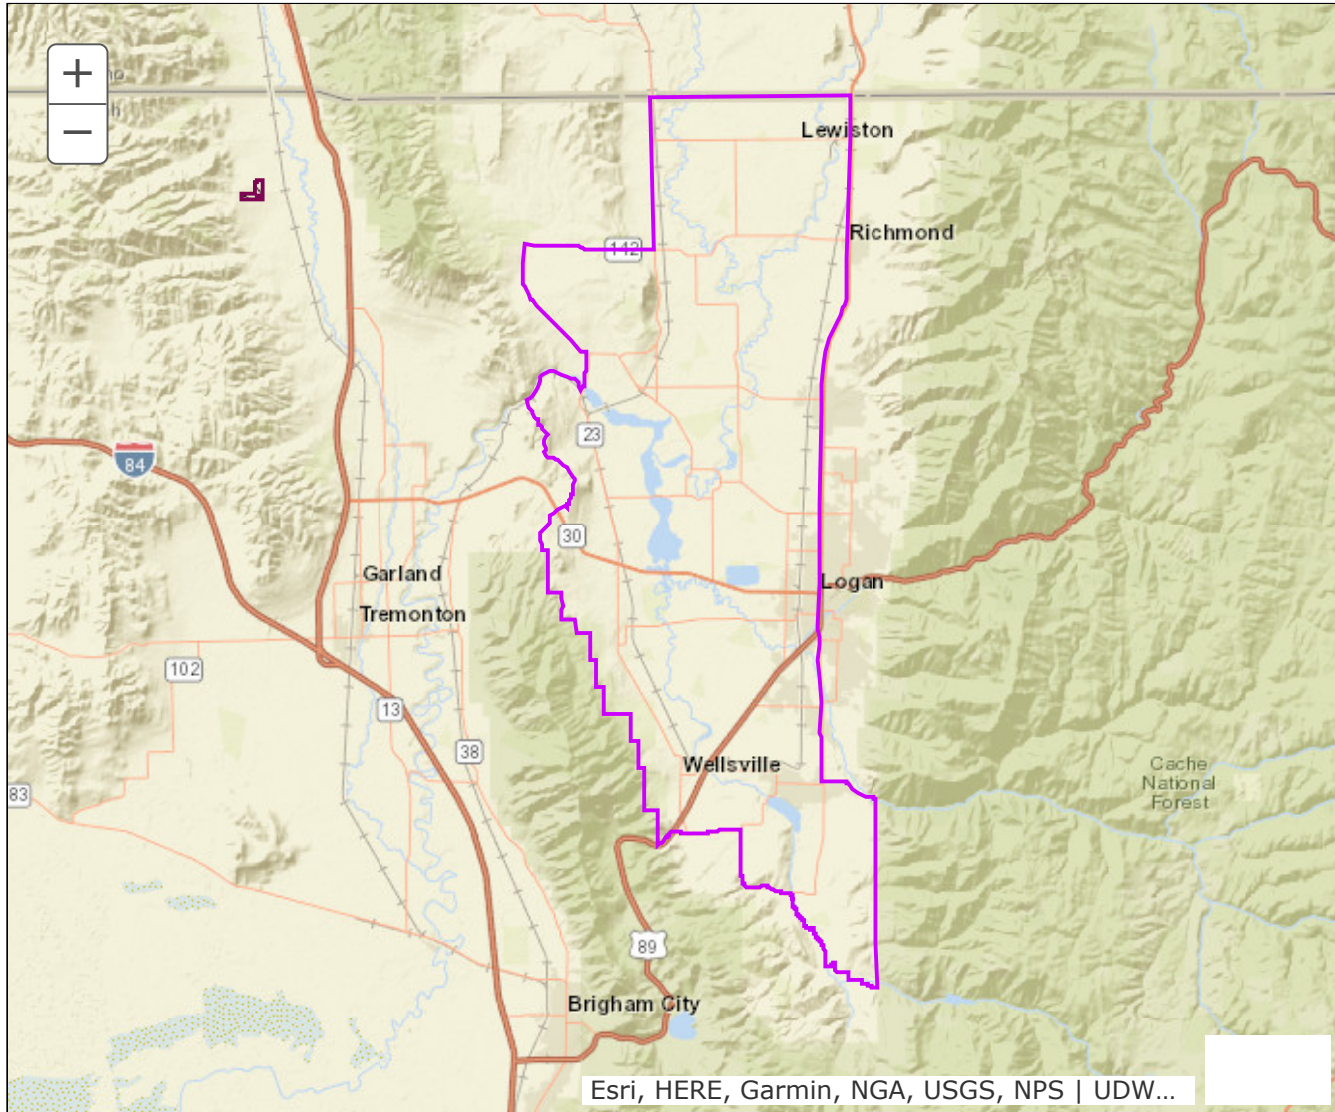 +
−
Lewiston
Richmond
142
23
84
30
Garland
Logan
Tremonton
102
13
38
Wellsville
Cache
National
Forest
83
89
Brigham City
Esri, HERE, Garmin, NGA, USGS, NPS | UDW...